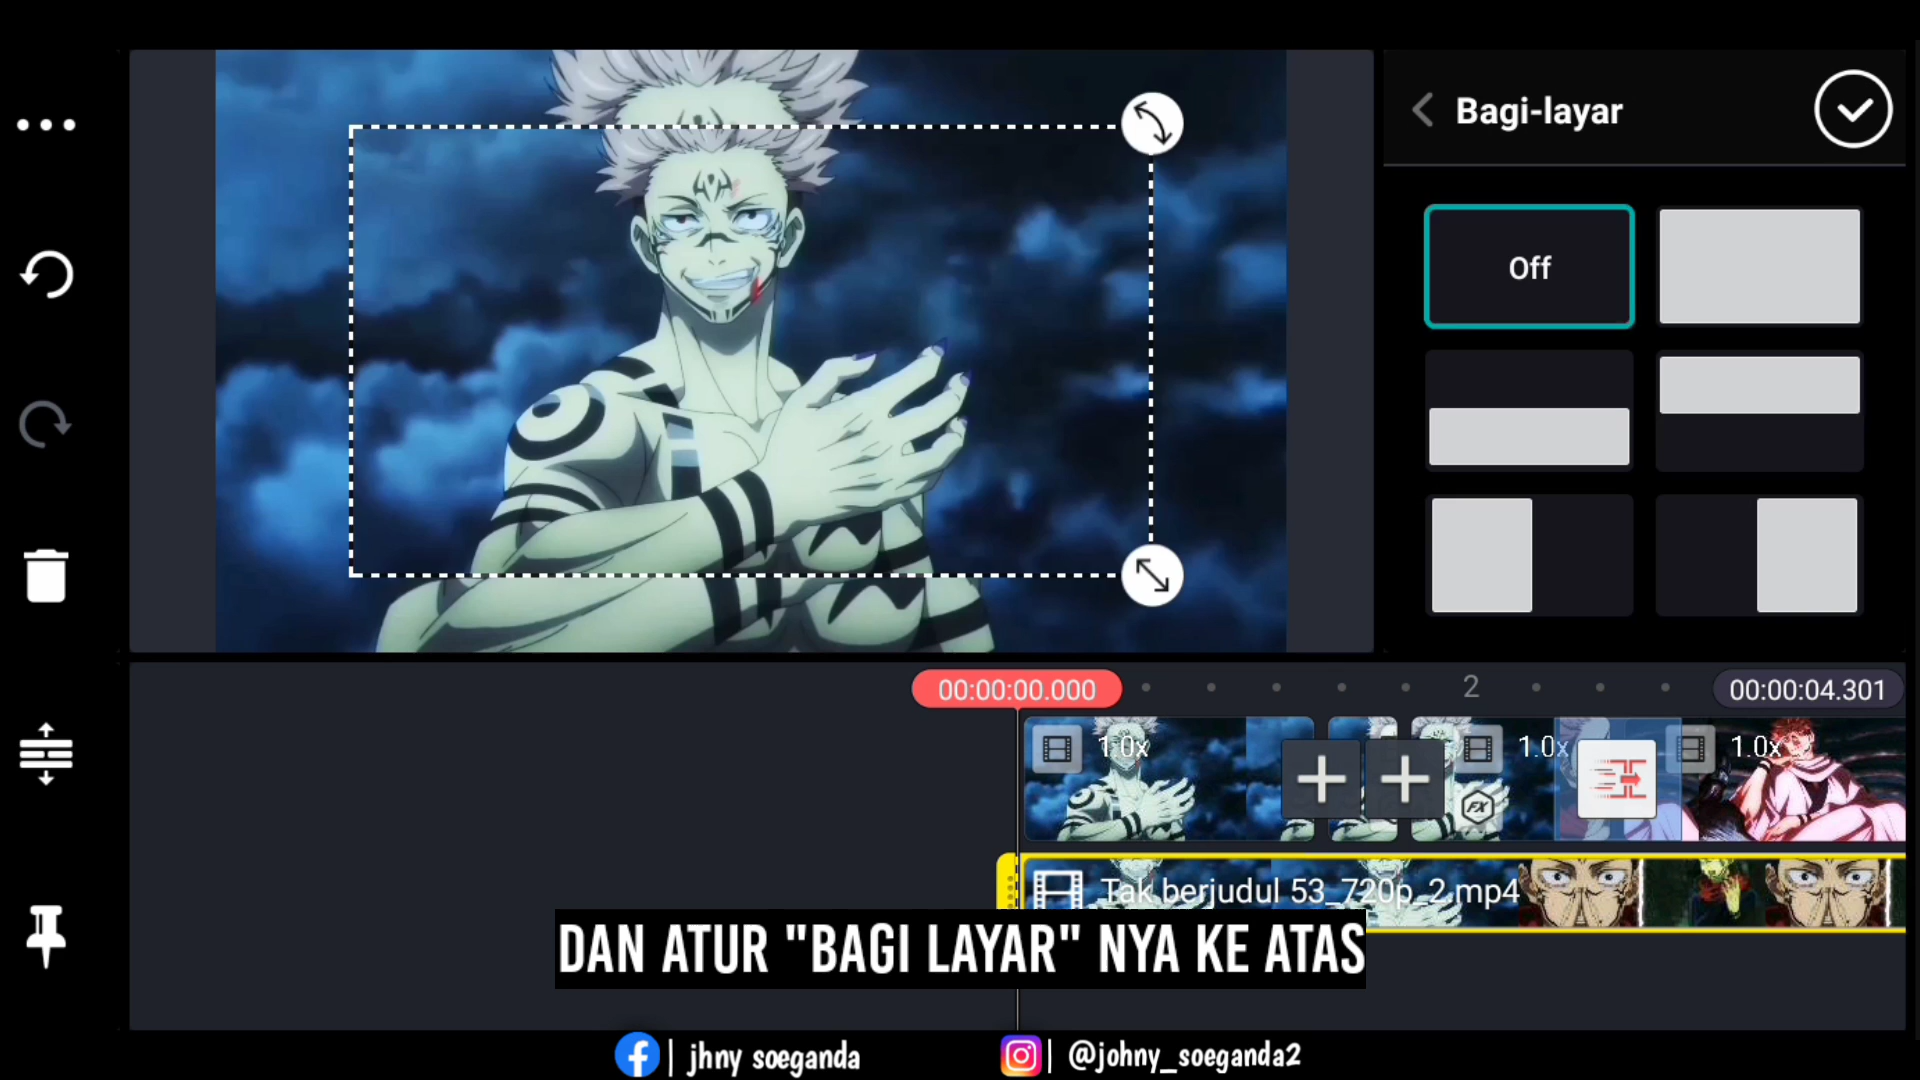 Bagi-layar
Off
00:00:00.000
2
00:00:04.301
1.0x
1.0x
1.0x
FX
Tak berjudul 53_720p_2.mp4
DAN ATUR "BAGI LAYAR" NYA KE ATAS
| jhny soeganda
| @johny_soeganda2